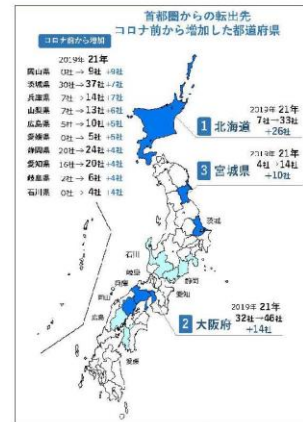 首都圏からの転出先
コロナ前から増加した都道府県
コロナ前から増加
2019年 21年
岡山県 0社→9社 +9社
茨城県 30社→37社 +7社
兵庫県 7社→14社 +7社
山梨県 7社→13社 +6社
広島県 5社→10社 +5社
愛媛県 0社→5社 +5社
静岡県 20社→24社 +4社
愛知県 16社→20社 +4社
岐阜県 2社→6社 +4社
石川県 0社→4社 +4社
1 北海道
2019年 21年
7社→33社
+26社
3 宮城県
2019年 21年
4社→14社
+10社
茨城
石川
岐阜
兵庫
静岡
岡山
愛知
広島
愛媛
2 大阪府
2019年 21年
32社→46社
+14社